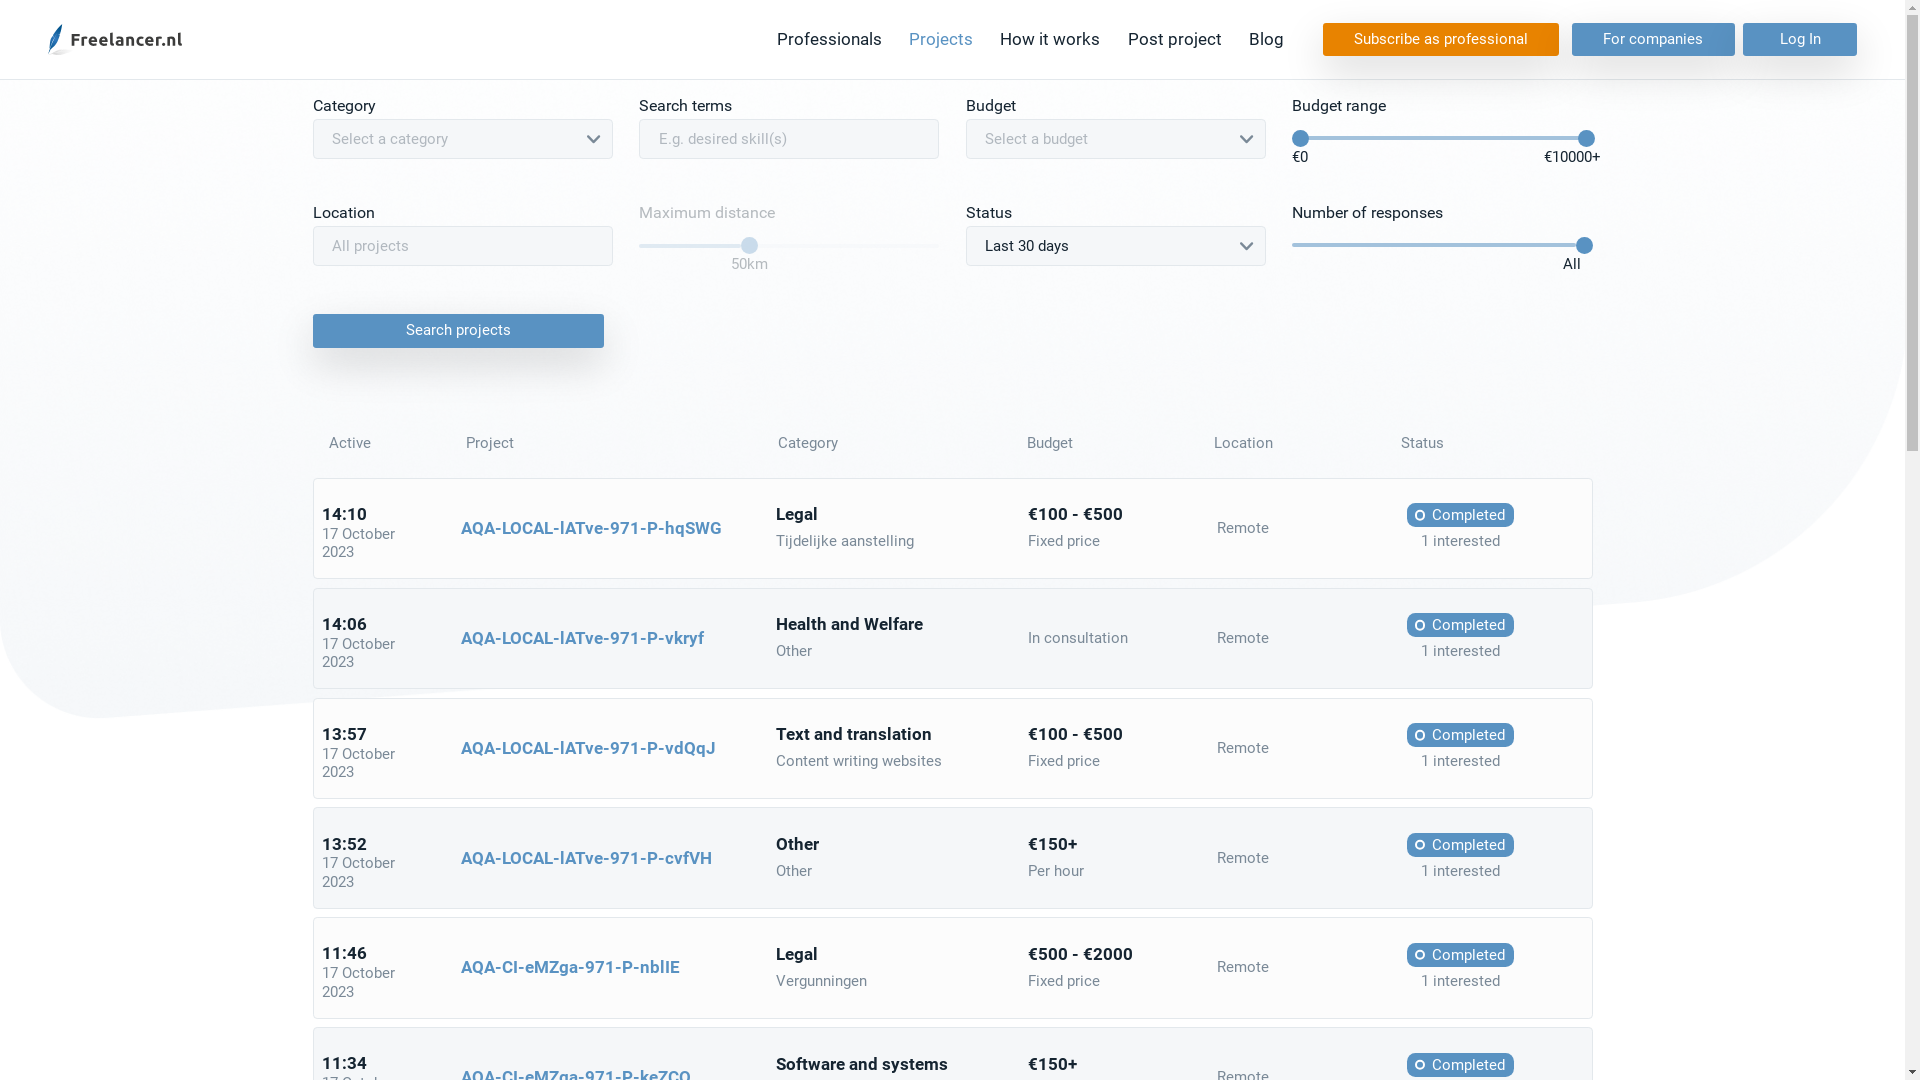 Freelancer.nl
Professionals Projects How it works Post project Blog Subscribe as professional For companies Log In
Category Search terms Budget Budget range
Select a category E.g. desired skill(s) Select a budget
€0 €10000+
Location Maximum distance Status Number of responses
All projects Last 30 days
50km All
Search projects
Active Project Category Budget Location Status
14:10
17 October
2023
AQA-LOCAL-lATve-971-P-hqSWG
Legal
Tijdelijke aanstelling
€100 - €500
Fixed price
Remote
Completed
1 interested
14:06
17 October
2023
AQA-LOCAL-lATve-971-P-vkryf
Health and Welfare
Other
In consultation
Remote
Completed
1 interested
13:57
17 October
2023
AQA-LOCAL-lATve-971-P-vdQqJ
Text and translation
Content writing websites
€100 - €500
Fixed price
Remote
Completed
1 interested
13:52
17 October
2023
AQA-LOCAL-lATve-971-P-cvfVH
Other
Other
€150+
Per hour
Remote
Completed
1 interested
11:46
17 October
2023
AQA-CI-eMZga-971-P-nblIE
Legal
Vergunningen
€500 - €2000
Fixed price
Remote
Completed
1 interested
11:34
AQA-CI-eMZga-971-P-keZCO
Software and systems
€150+
Remote
Completed